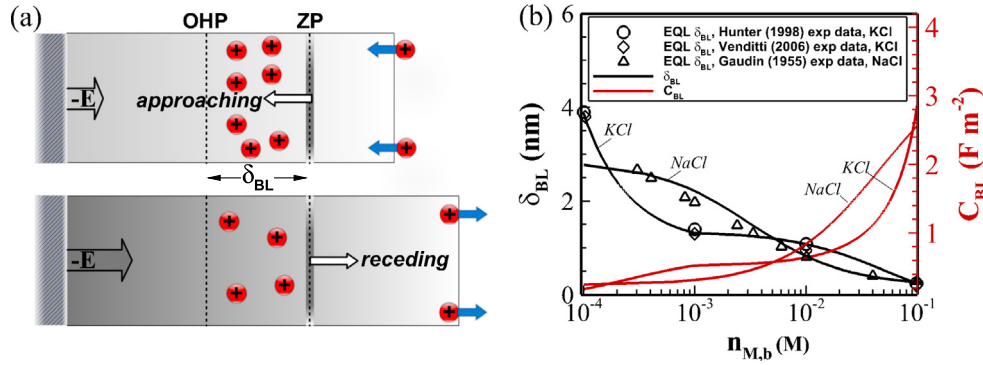 (a)
OHP
ZP
-E
approaching
δBL
-E
receding
+
+
+
+
+
+
+
+
+
+
+
+
+
+
(b)
6
4
2
0
δBL (nm)
EQL δBL, Hunter (1998) exp data, KCl
EQL δBL, Venditti (2006) exp data, KCl
EQL δBL, Gaudin (1955) exp data, NaCl
δBL
CBL
KCl
NaCl
NaCl
KCl
4
3
2
1
0
CBL (F m-2)
10-4
10-3
10-2
10-1
nM,b (M)